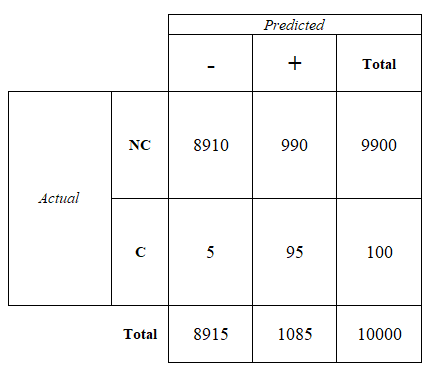 Predicted
- + Total
NC 8910 990 9900
Actual
C 5 95 100
Total 8915 1085 10000